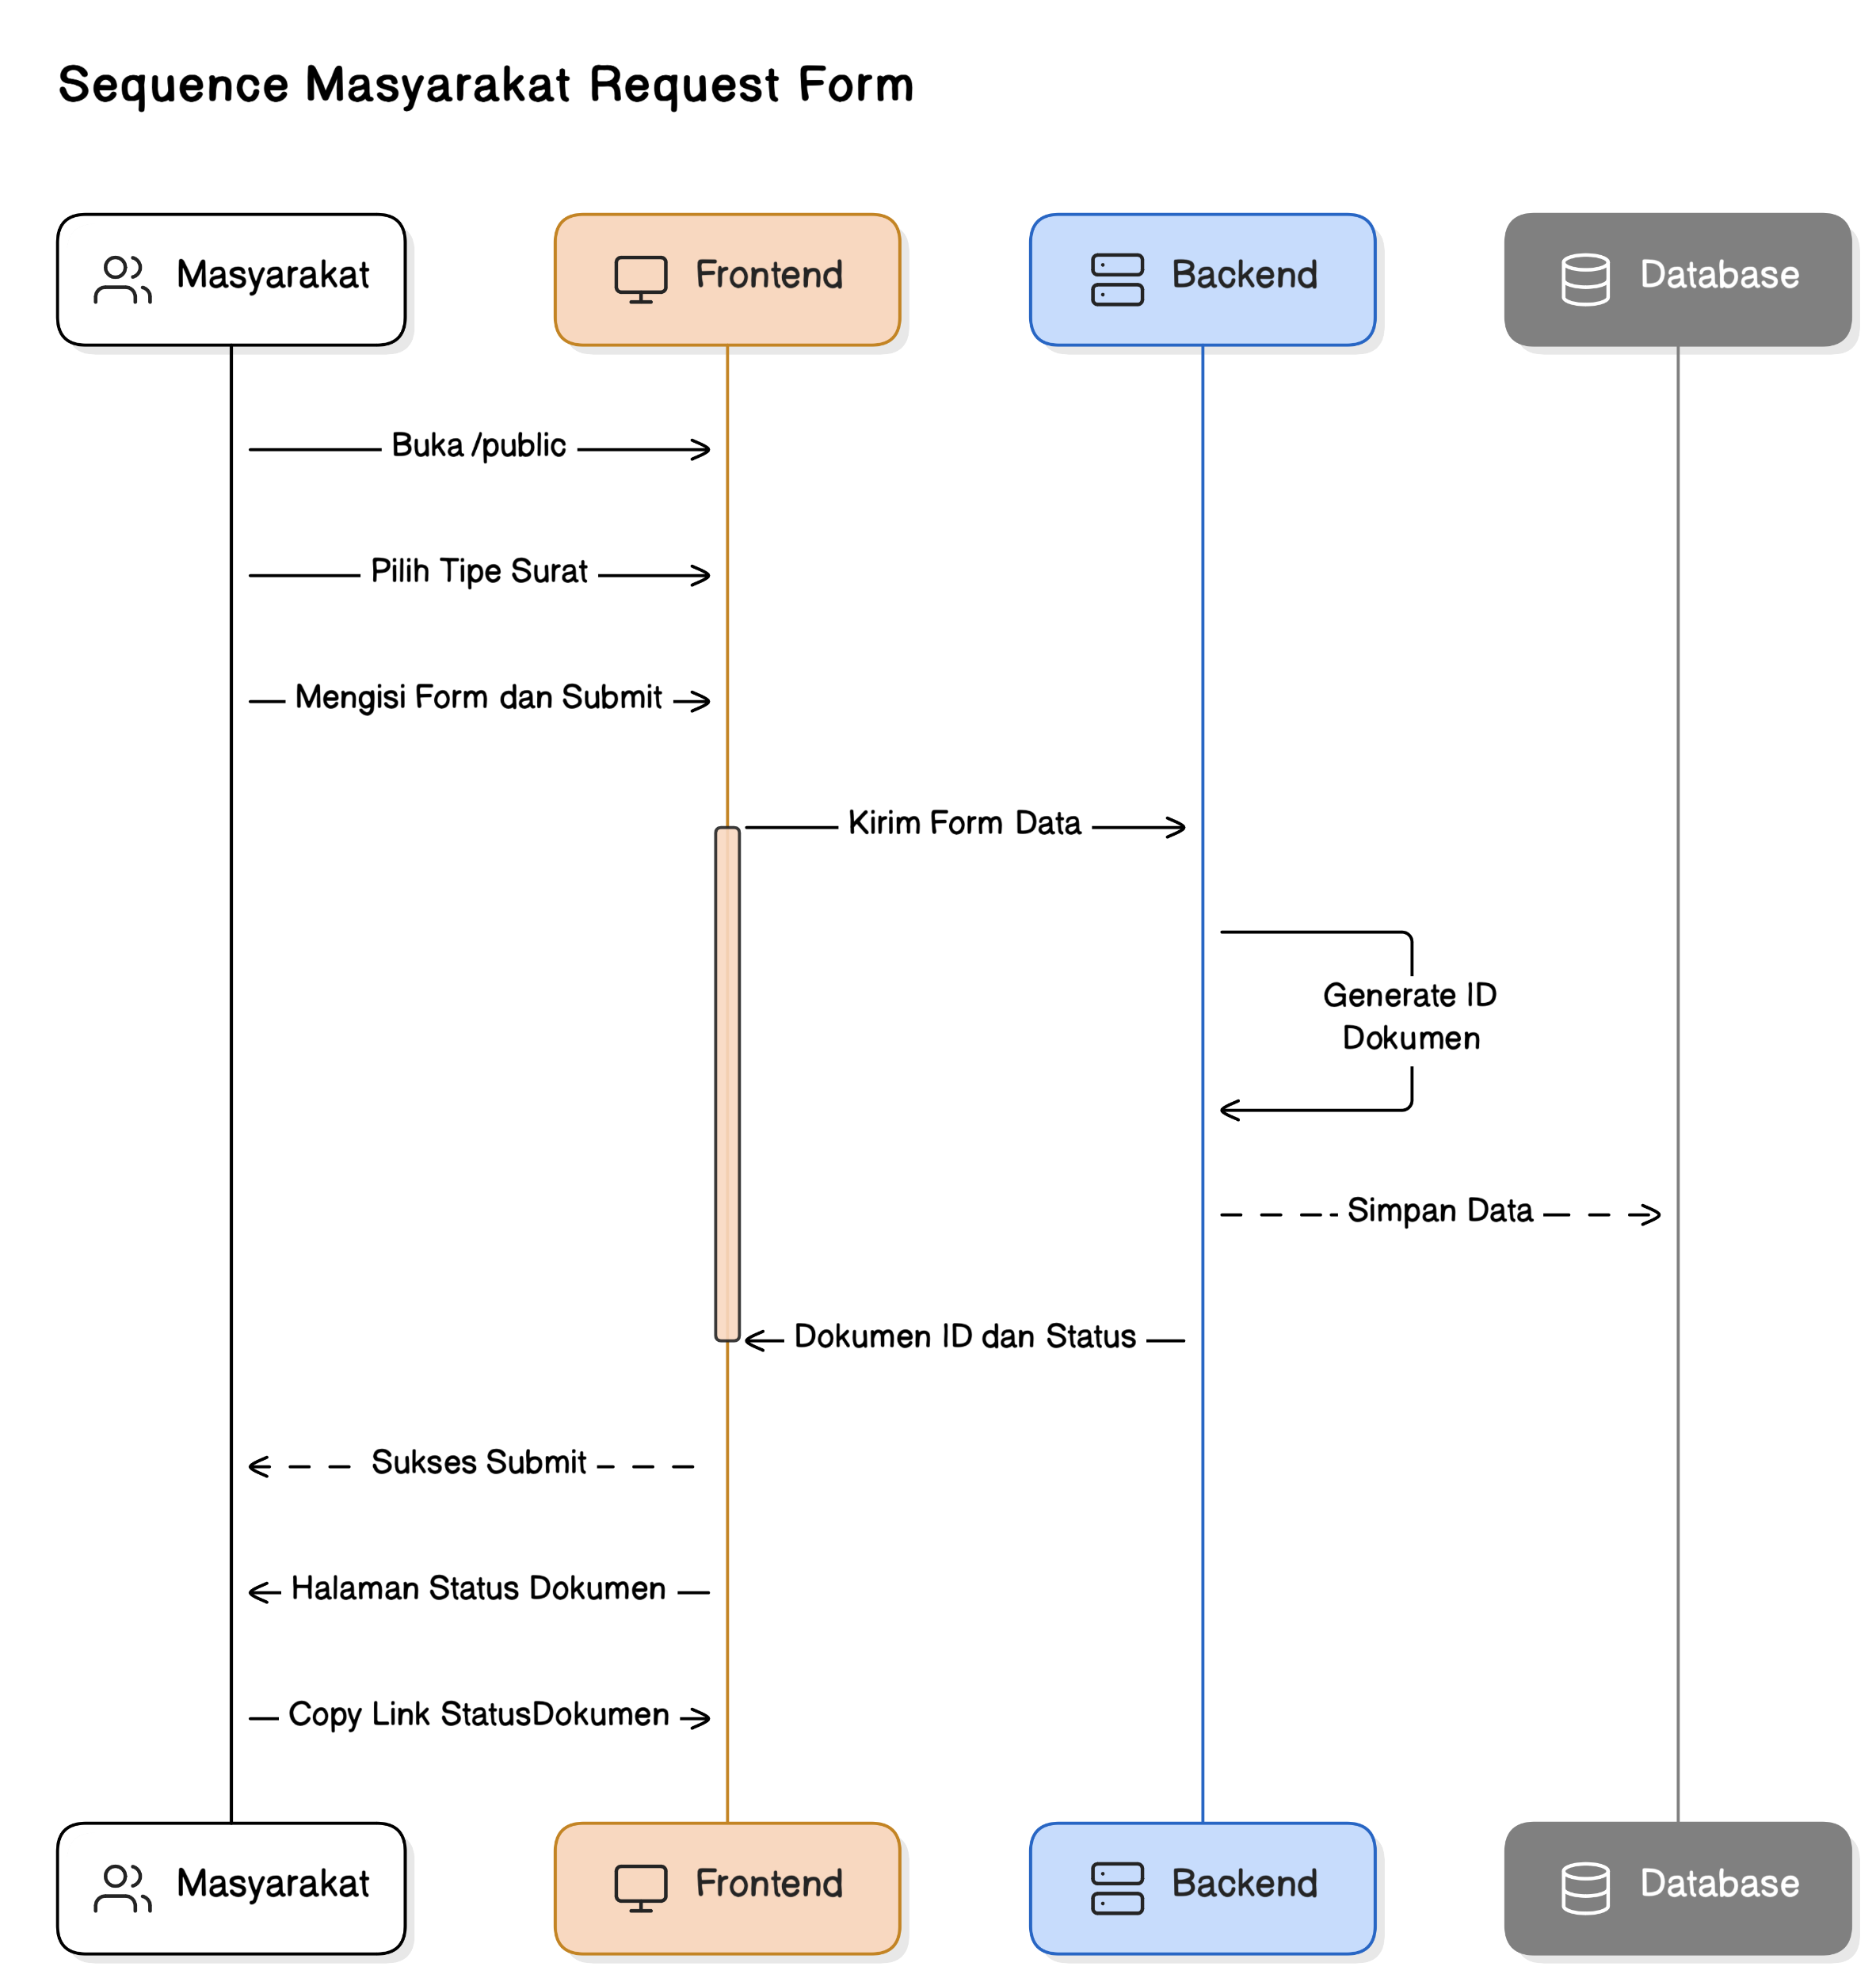 Sequence Masyarakat Request Form
Masyarakat
Frontend
Backend
Database
Buka /public
Pilih Tipe Surat
Mengisi Form dan Submit
Kirim Form Data
Generate ID
Dokumen
Simpan Data
Dokumen ID dan Status
Sukses Submit
Halaman Status Dokumen
Copy Link StatusDokumen
Masyarakat
Frontend
Backend
Database